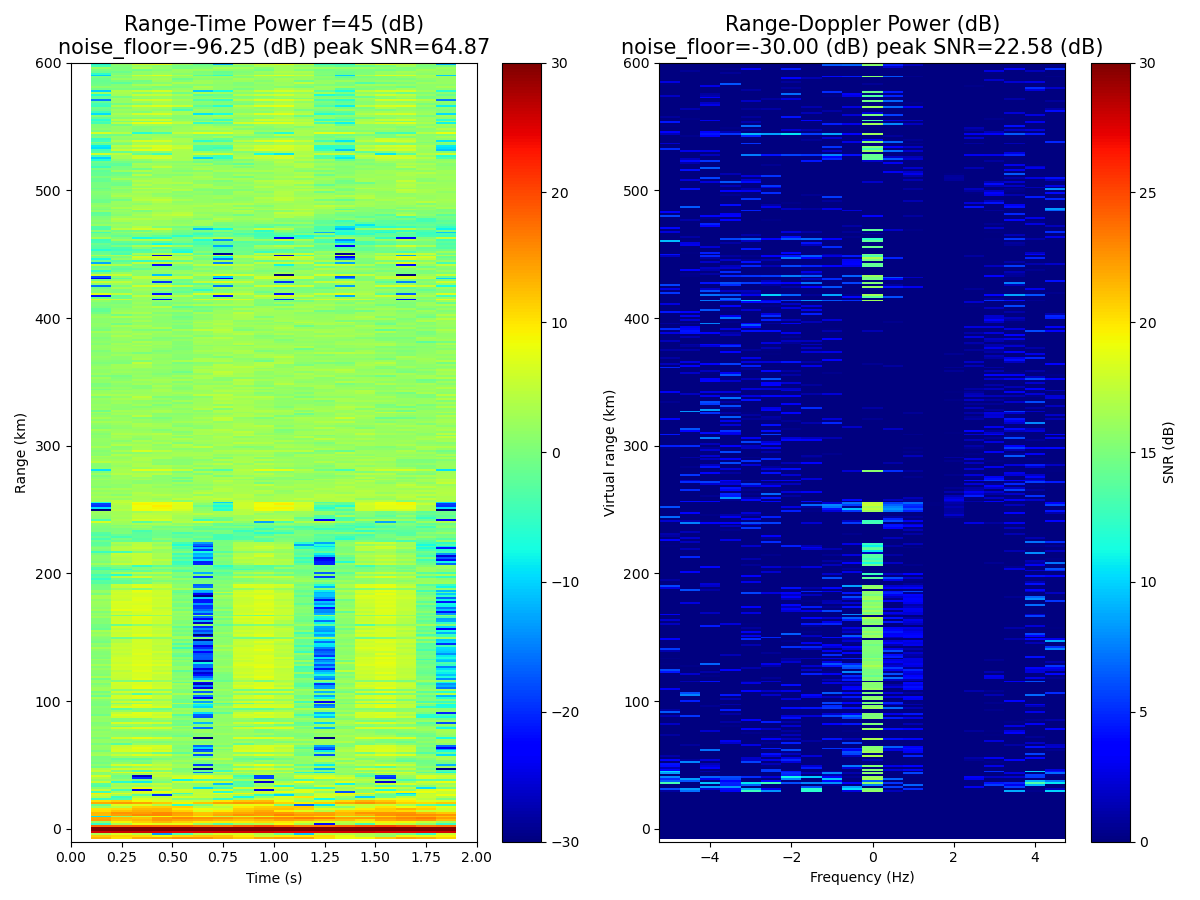 Range-Time Power f=45 (dB)
noise_floor=-96.25 (dB) peak SNR=64.87
Range (km)
600
500
400
300
200
100
0
0.00 0.25 0.50 0.75 1.00 1.25 1.50 1.75 2.00
Time (s)
30
20
10
0
−10
−20
−30
Range-Doppler Power (dB)
noise_floor=-30.00 (dB) peak SNR=22.58 (dB)
Virtual range (km)
600
500
400
300
200
100
0
−4 −2 0 2 4
Frequency (Hz)
30
25
20
15
10
5
0
SNR (dB)